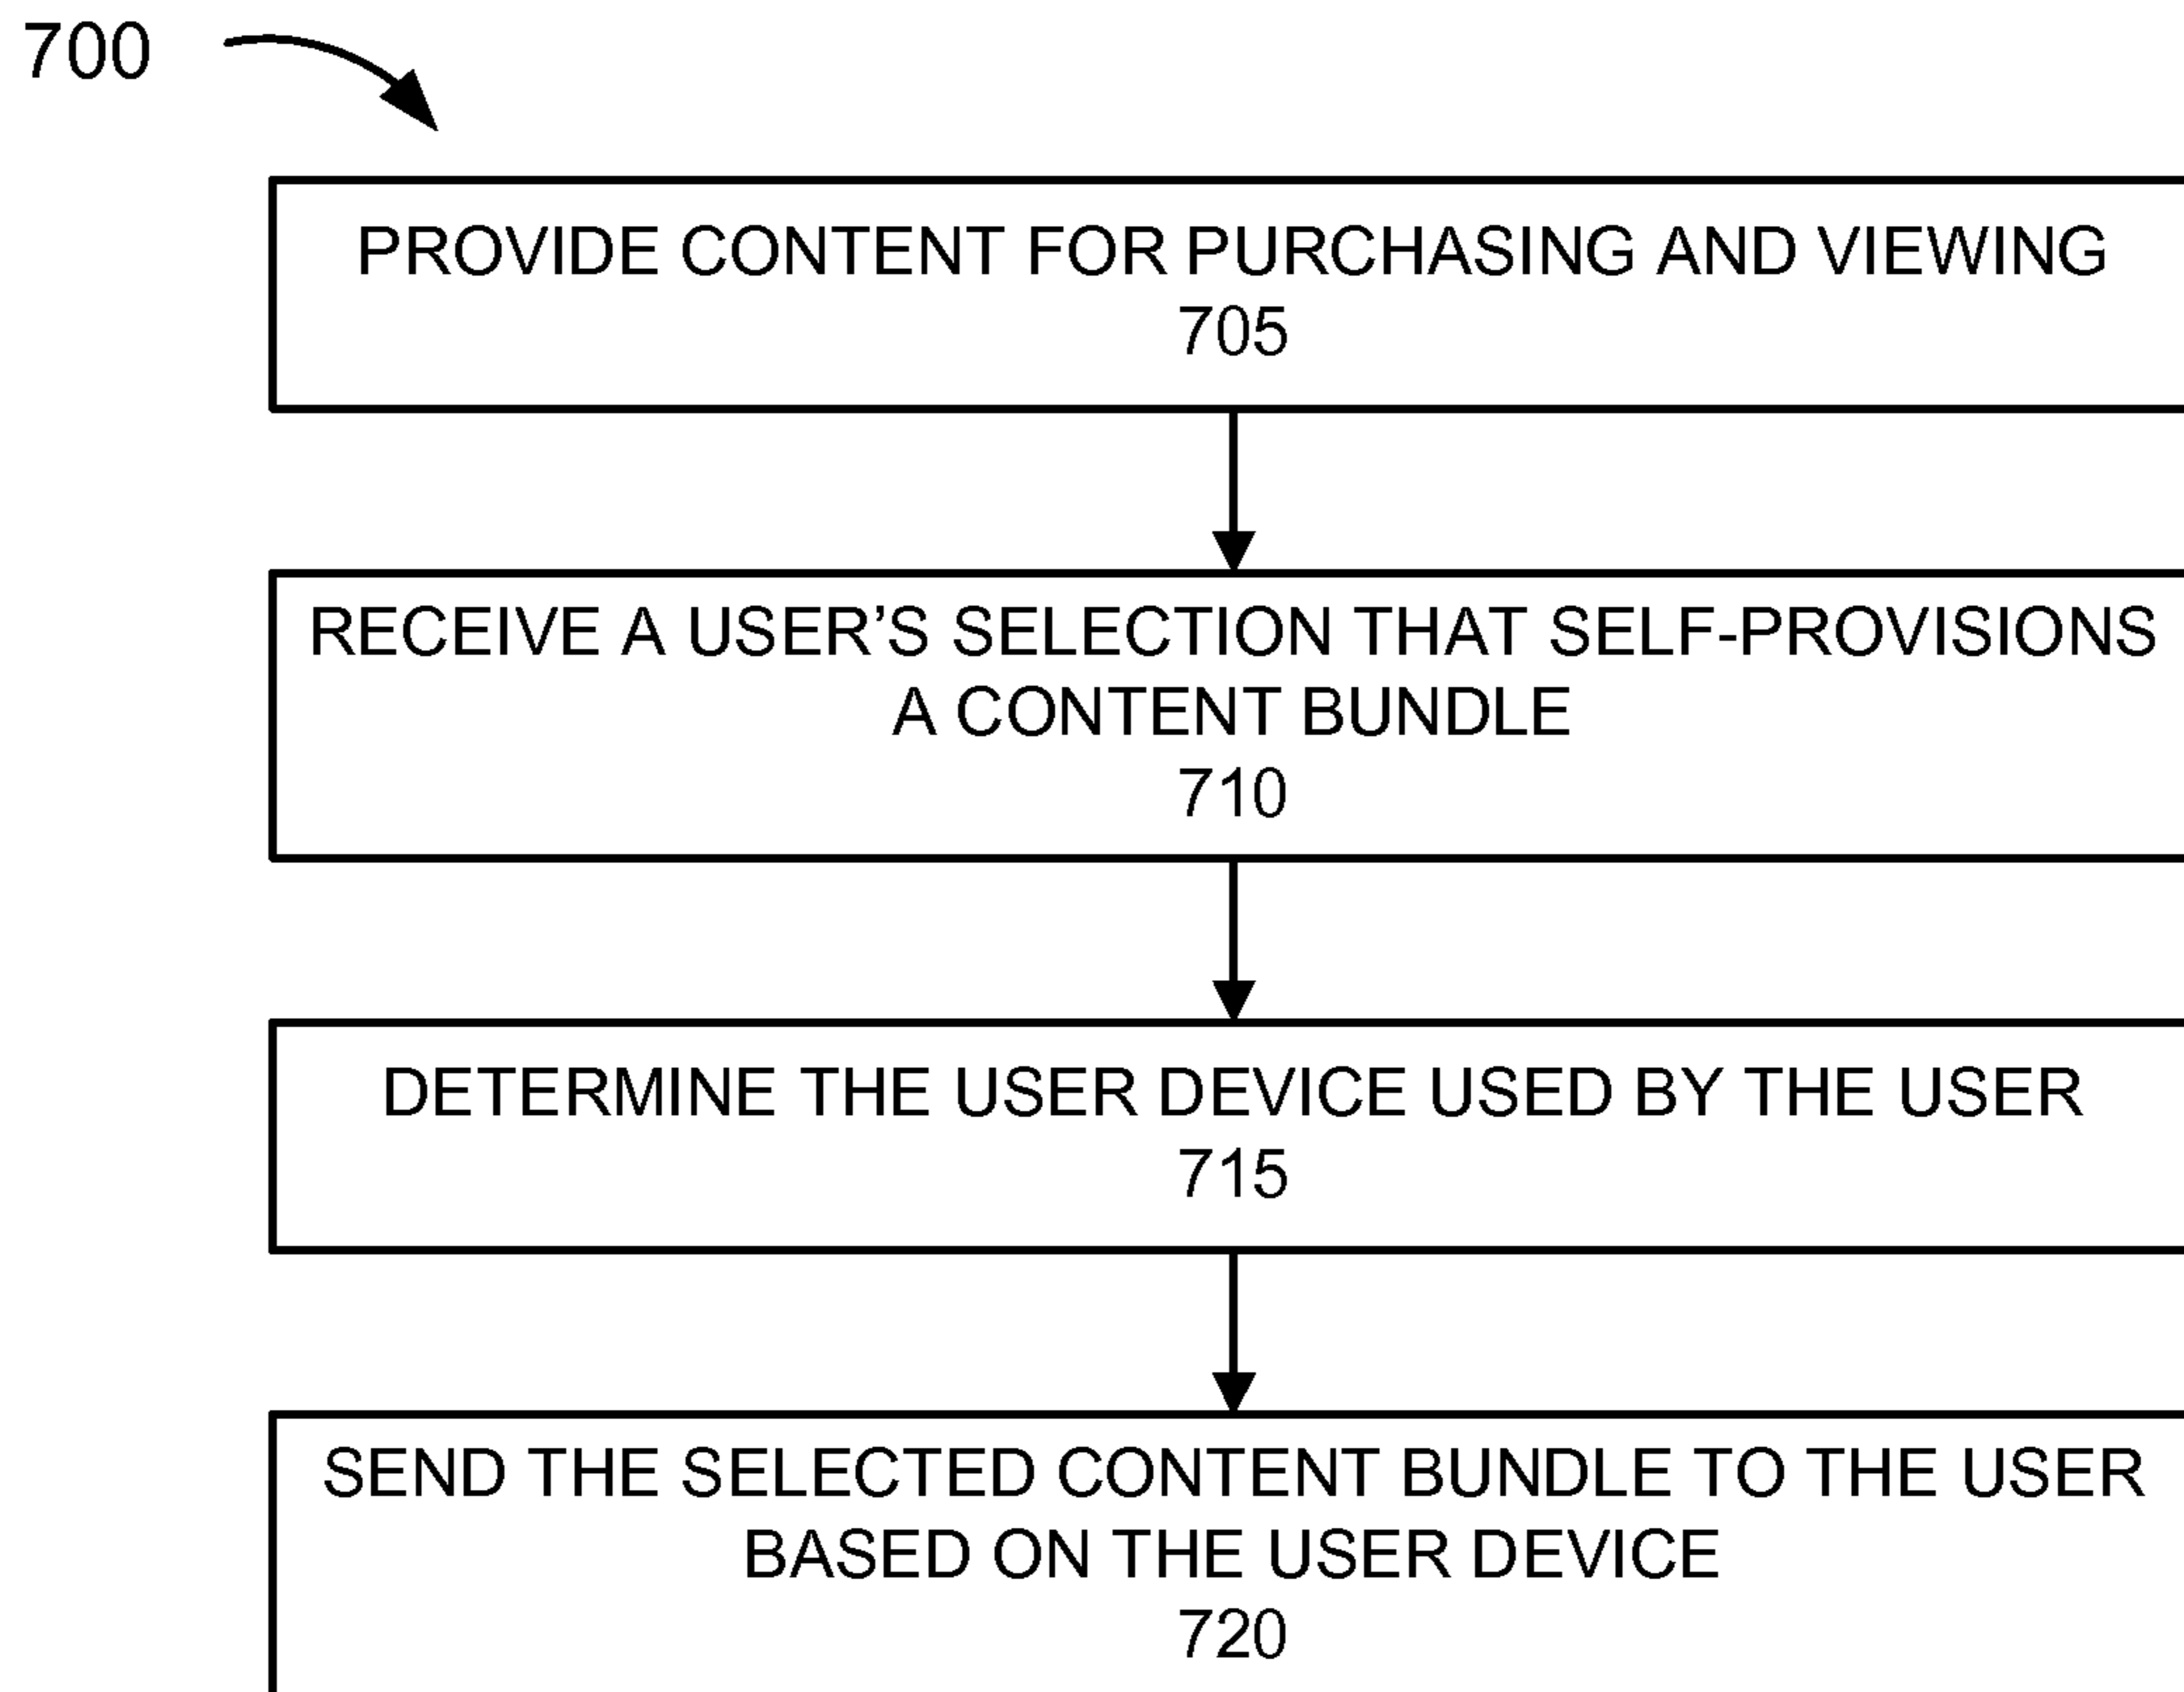 700
PROVIDE CONTENT FOR PURCHASING AND VIEWING
705
RECEIVE A USER’S SELECTION THAT SELF-PROVISIONS
A CONTENT BUNDLE
710
DETERMINE THE USER DEVICE USED BY THE USER
715
SEND THE SELECTED CONTENT BUNDLE TO THE USER
BASED ON THE USER DEVICE
720